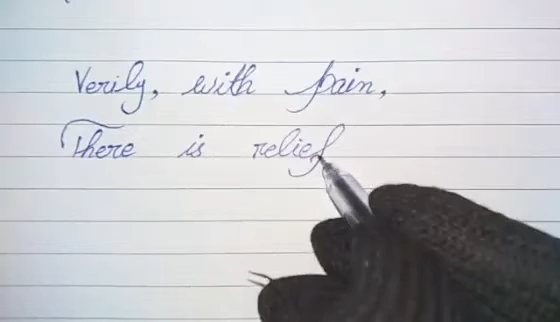 Verily, with pain,
There is relief